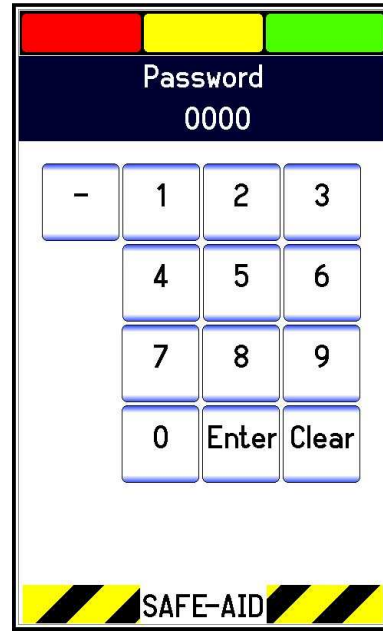 Password
0000
- 1 2 3
4 5 6
7 8 9
0 Enter Clear
SAFE-AID